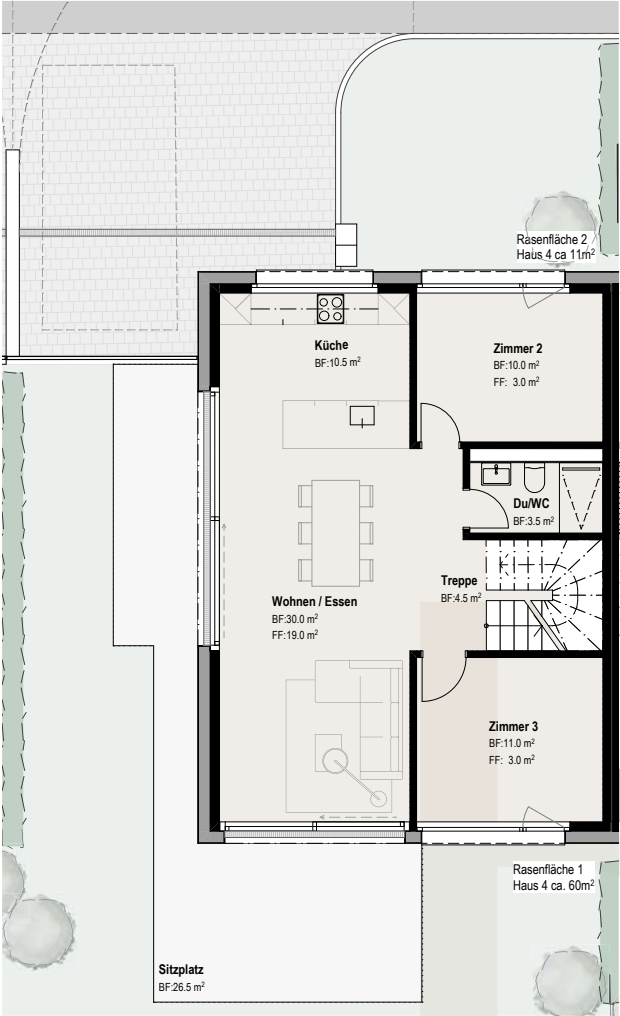 Rasenfläche 2
Haus 4 ca 11m²
Küche
BF:10.5 m²
Zimmer 2
BF:10.0 m²
FF: 3.0 m²
Du/WC
BF:3.5 m²
Treppe
BF:4.5 m²
Wohnen / Essen
BF:30.0 m²
FF:19.0 m²
Zimmer 3
BF:11.0 m²
FF: 3.0 m²
Rasenfläche 1
Haus 4 ca. 60m²
Sitzplatz
BF:26.5 m²